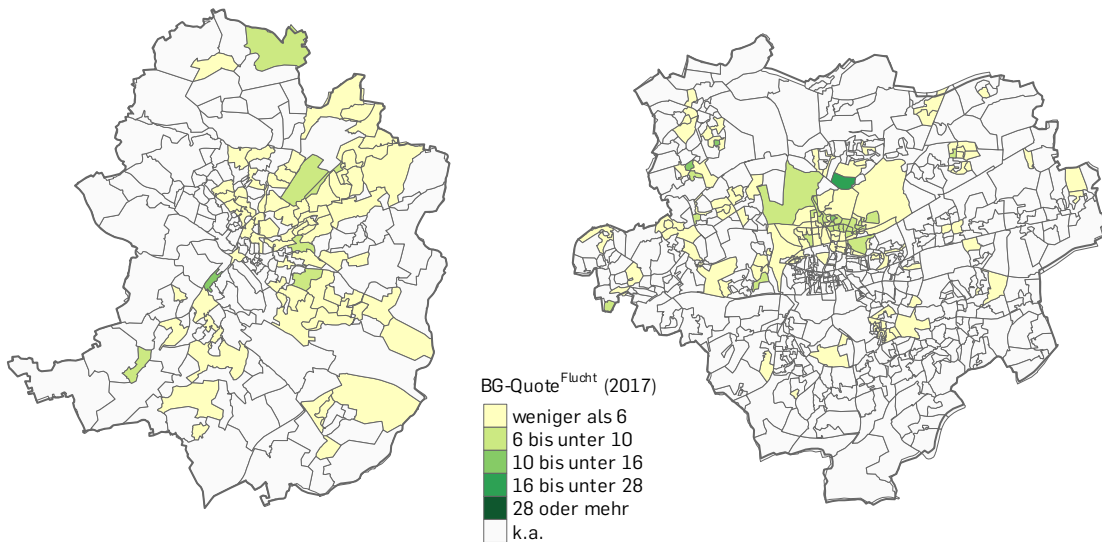 BG-Quote Flucht (2017)
weniger als 6
6 bis unter 10
10 bis unter 16
16 bis unter 28
28 oder mehr
k.a.